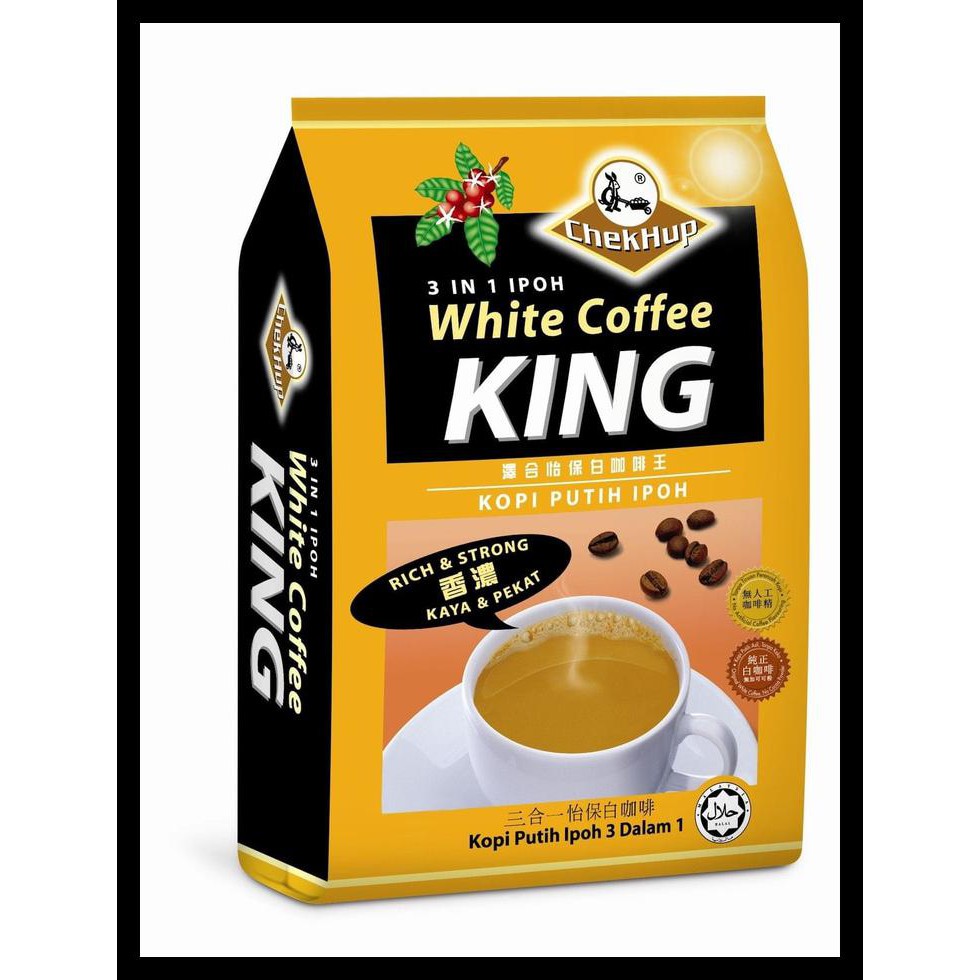 ChekHup
®
3 IN 1 IPOH
White Coffee
KING
澤合怡保白咖啡王
KOPI PUTIH IPOH
RICH & STRONG
香濃
KAYA & PEKAT
無人工
咖啡精
純正
白咖啡
三合一怡保白咖啡
Kopi Putih Ipoh 3 Dalam 1
MALAYSIA
حلال
HALAL
ChekHup
®
3 IN 1 IPOH
White Coffee
KING